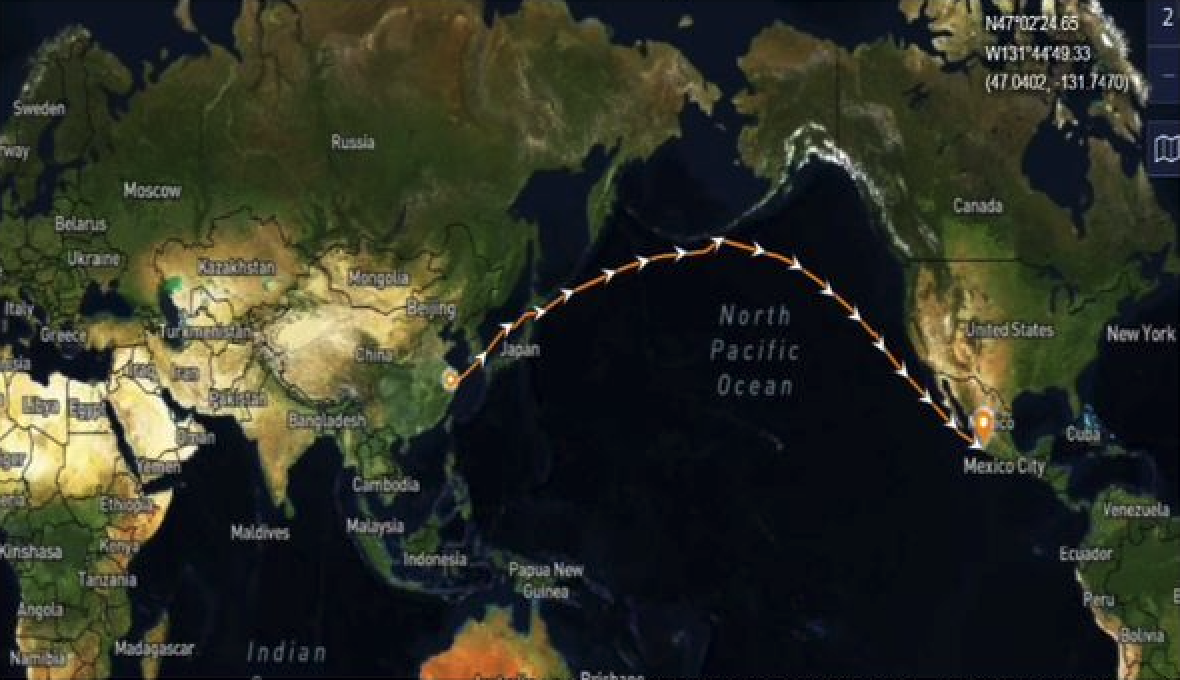 2
N47°02'24.65
W131°44'49.33
(47.0402, -131.7470)
Sweden
rway
Russia
Moscow
Belarus
Canada
Ukraine
Kazakhstan
Mongolia
Italy
Beijing
Greece
Turkmenistan
North
Pacific
Ocean
United States
New York
Japan
China
Iraq
Iran
Pakistan
Libya
Egypt
Bangladesh
Oman
Cuba
Yemen
Mexico City
Cambodia
Ethiopia
Venezuela
Maldives
Malaysia
Kinshasa
Kenya
Indonesia
Ecuador
Papua New
Guinea
Tanzania
Angola
Peru
Bolivia
Madagascar
Namibia
Indian
Brisbane